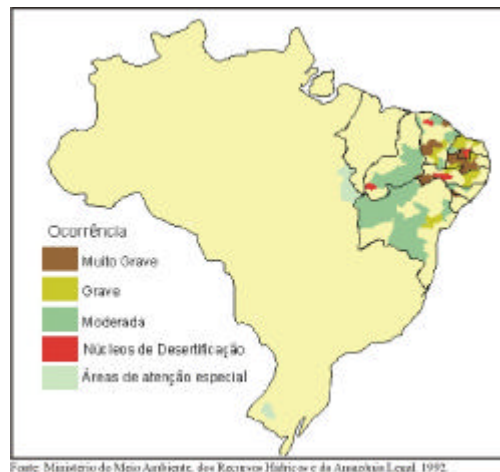 Ocorrência
Muito Grave
Grave
Moderada
Núcleos de Desertificação
Áreas de atenção especial
Fonte: Ministério do Meio Ambiente, dos Recursos Hídricos e da Amazônia Legal, 1992.